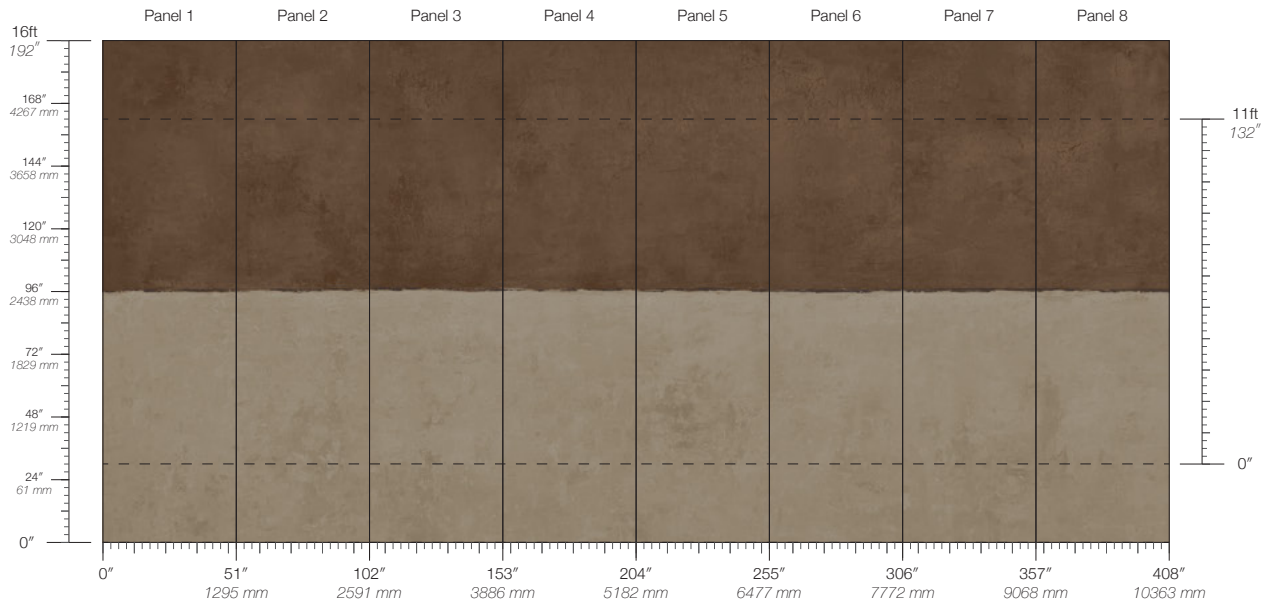 Panel 1 Panel 2 Panel 3 Panel 4 Panel 5 Panel 6 Panel 7 Panel 8
16ft
192″
168″
4267 mm
144″
3658 mm
120″
3048 mm
96″
2438 mm
72″
1829 mm
48″
1219 mm
24″
61 mm
0″
11ft
132″
0″
0″ 51″ 102″ 153″ 204″ 255″ 306″ 357″ 408″
1295 mm 2591 mm 3886 mm 5182 mm 6477 mm 7772 mm 9068 mm 10363 mm